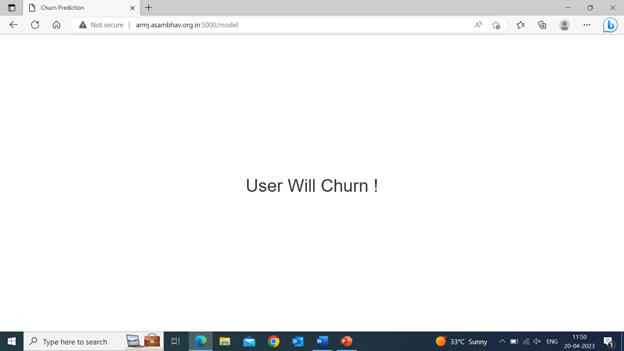 Churn Prediction
Not secure | armj.asambhav.org.in:5000/model
User Will Churn !
Type here to search
33°C Sunny
ENG
11:50
20-04-2023